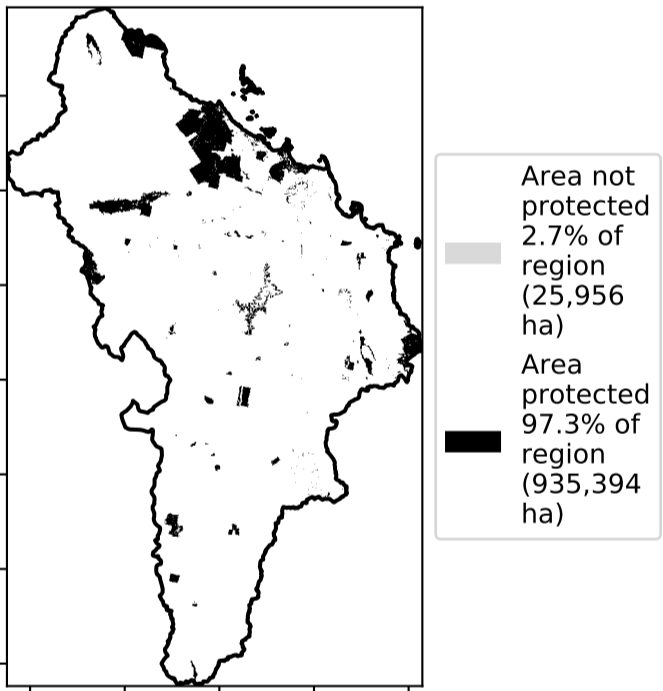 Area not
protected
2.7% of
region
(25,956
ha)
Area
protected
97.3% of
region
(935,394
ha)